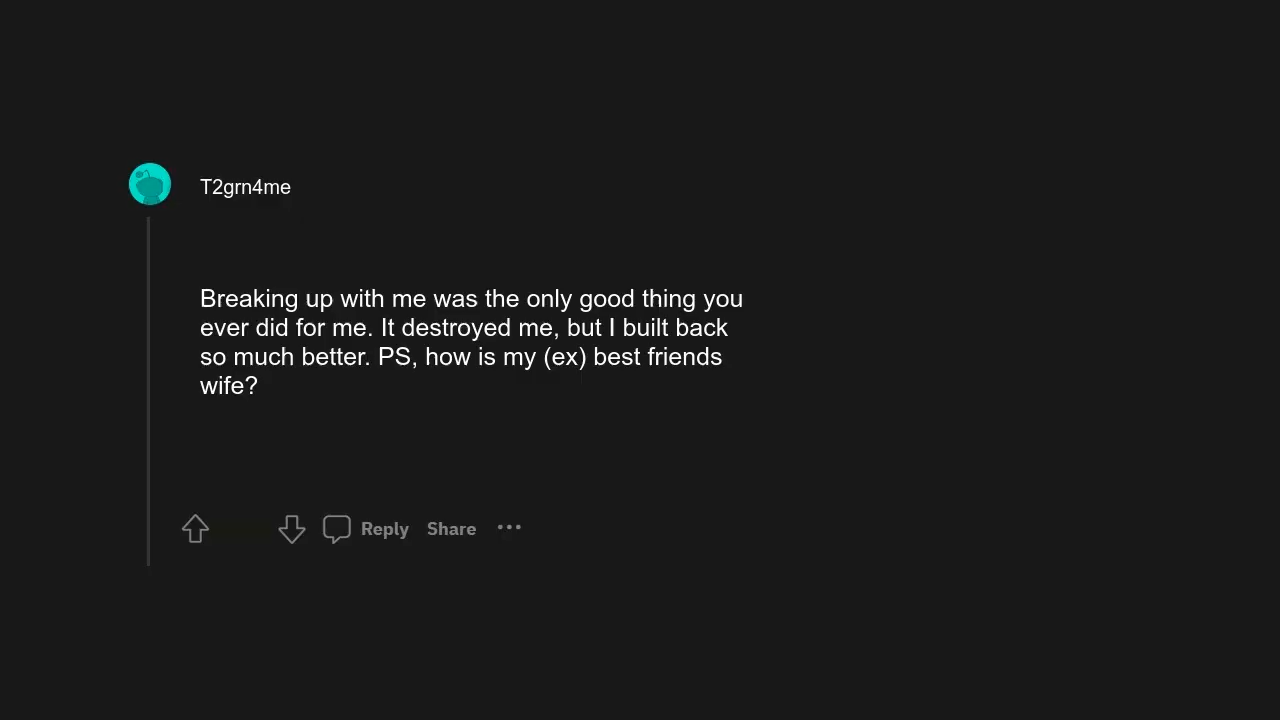 T2grn4me
Breaking up with me was the only good thing you
ever did for me. It destroyed me, but I built back
so much better. PS, how is my (ex) best friends
wife?
Reply Share